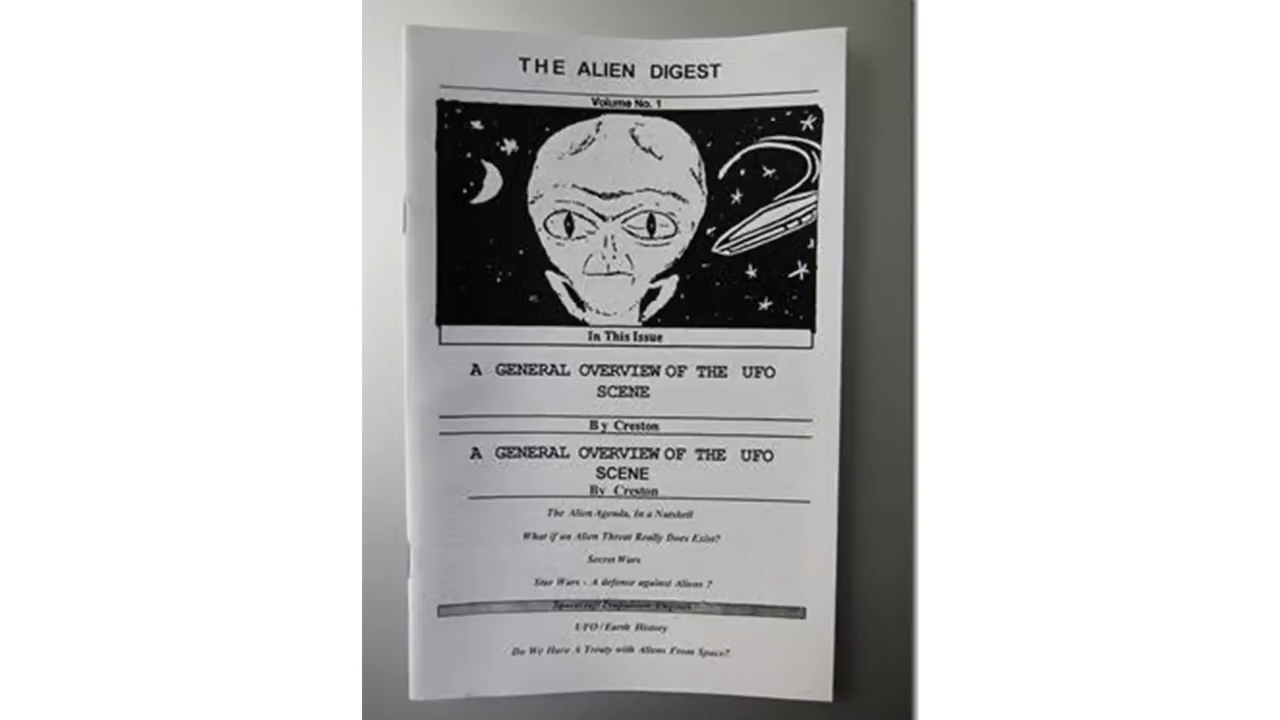 THE ALIEN DIGEST
Volume No. 1
In This Issue
A GENERAL OVERVIEW OF THE UFO
SCENE
By Creston
A GENERAL OVERVIEW OF THE UFO
SCENE
By Creston
The Alien Agenda, In a Nutshell
What if an Alien Threat Really Does Exist?
Secret Wars
Star Wars - A defense against Aliens ?
Spacecraft Propulsion
UFO/Earth History
Do We Have A Treaty with Aliens From Space?